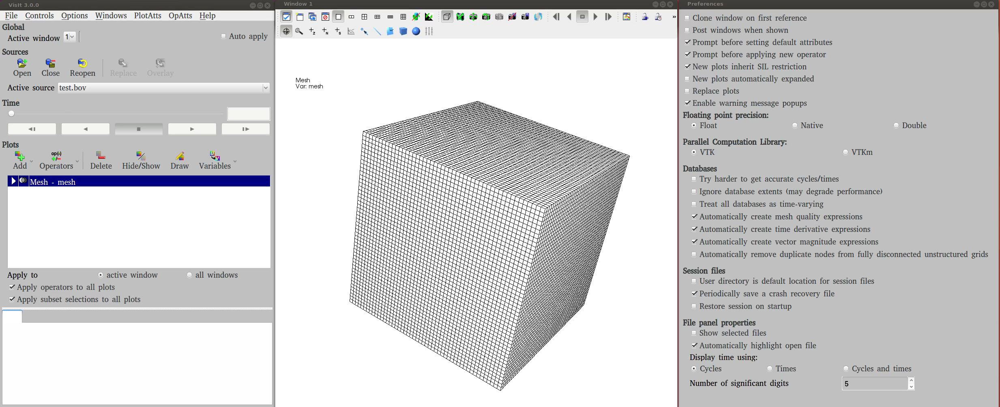 VisIt 3.0.0
File Controls Options Windows PlotAtts OpAtts Help
Global
Active window 1
Auto apply
Sources
Open Close Reopen Replace Overlay
Active source test.bov
Time
Plots
op(+/-)
Add Operators Delete Hide/Show Draw Variables
Mesh - mesh
Apply to active window all windows
Apply operators to all plots
Apply subset selections to all plots
Window 1
»
Z N S
Mesh
Var: mesh
Preferences
Clone window on first reference
Post windows when shown
Prompt before setting default attributes
Prompt before applying new operator
New plots inherit SIL restriction
New plots automatically expanded
Replace plots
Enable warning message popups
Floating point precision:
Float Native Double
Parallel Computation Library:
VTK VTKm
Databases
Try harder to get accurate cycles/times
Ignore database extents (may degrade performance)
Treat all databases as time-varying
Automatically create mesh quality expressions
Automatically create time derivative expressions
Automatically create vector magnitude expressions
Automatically remove duplicate nodes from fully disconnected unstructured grids
Session files
User directory is default location for session files
Periodically save a crash recovery file
Restore session on startup
File panel properties
Show selected files
Automatically highlight open file
Display time using:
Cycles Times Cycles and times
Number of significant digits 5